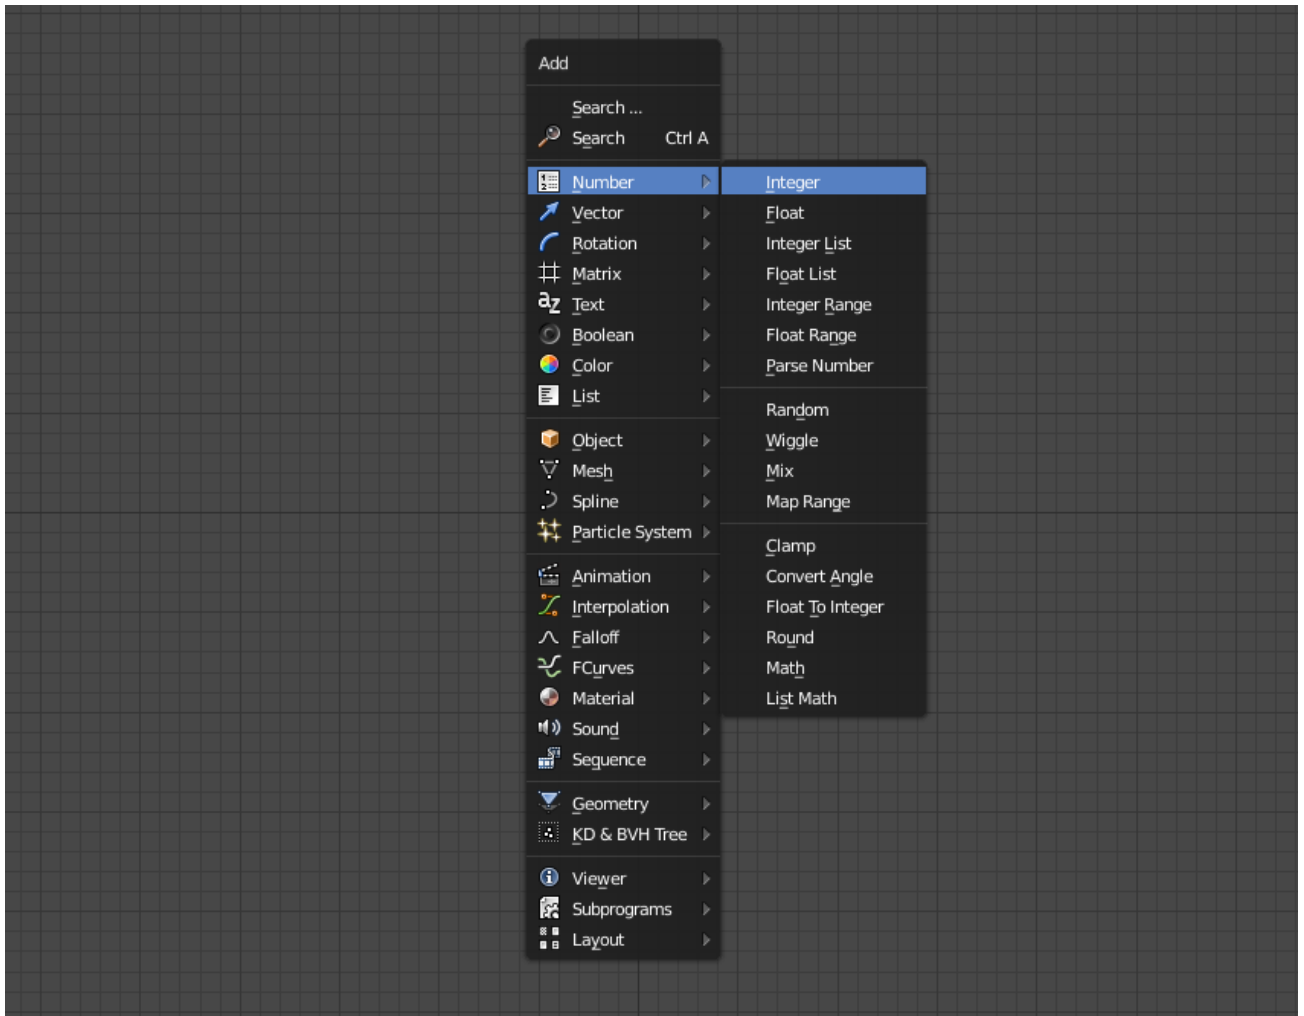 Add
Search ...
Search Ctrl A
Number
Vector
Rotation
Matrix
Text
Boolean
Color
List
Object
Mesh
Spline
Particle System
Animation
Interpolation
Falloff
FCurves
Material
Sound
Sequence
Geometry
KD & BVH Tree
Viewer
Subprograms
Layout
Integer
Float
Integer List
Float List
Integer Range
Float Range
Parse Number
Random
Wiggle
Mix
Map Range
Clamp
Convert Angle
Float To Integer
Round
Math
List Math